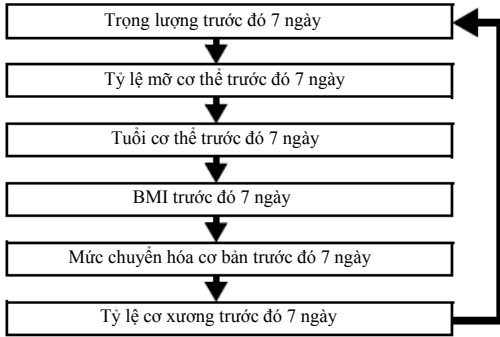 Trọng lượng trước đó 7 ngày
Tỷ lệ mỡ cơ thể trước đó 7 ngày
Tuổi cơ thể trước đó 7 ngày
BMI trước đó 7 ngày
Mức chuyển hóa cơ bản trước đó 7 ngày
Tỷ lệ cơ xương trước đó 7 ngày